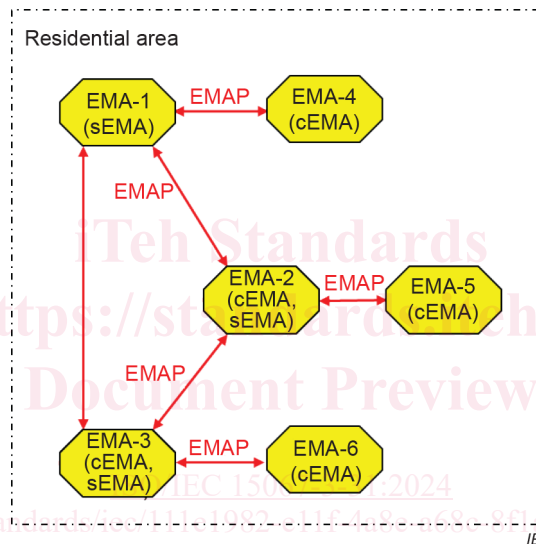 Residential area
EMA-1
(sEMA)
EMAP
EMA-4
(cEMA)
EMAP
iTeh Standards
EMA-2
(cEMA,
sEMA)
EMAP
EMA-5
(cEMA)
EMAP
Document Preview
EMA-3
(cEMA,
sEMA)
EMAP
EMA-6
(cEMA)